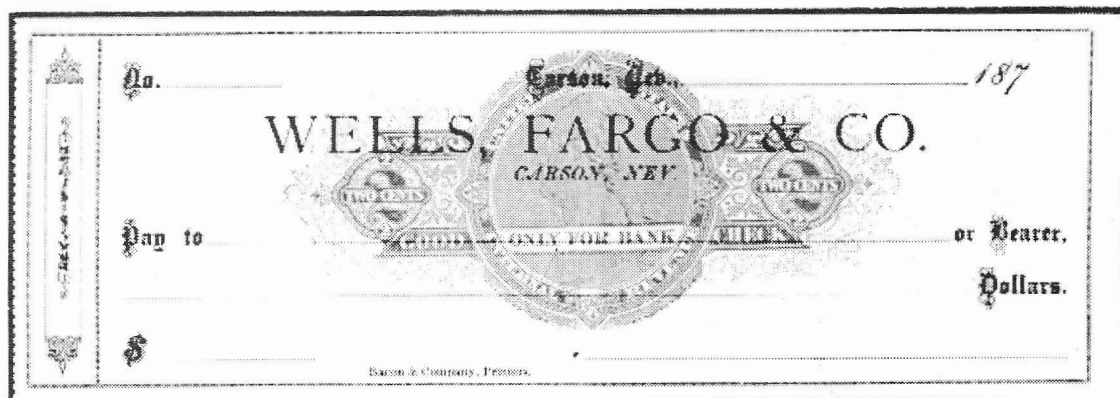 No. Carson, Nev., 187
WELLS, FARGO & CO.
CARSON, NEV.
TWO CENTS TWO CENTS
Pay to or Bearer,
GOOD ONLY FOR BANK CHECK
Dollars.
$
Bacon & Company, Printers.